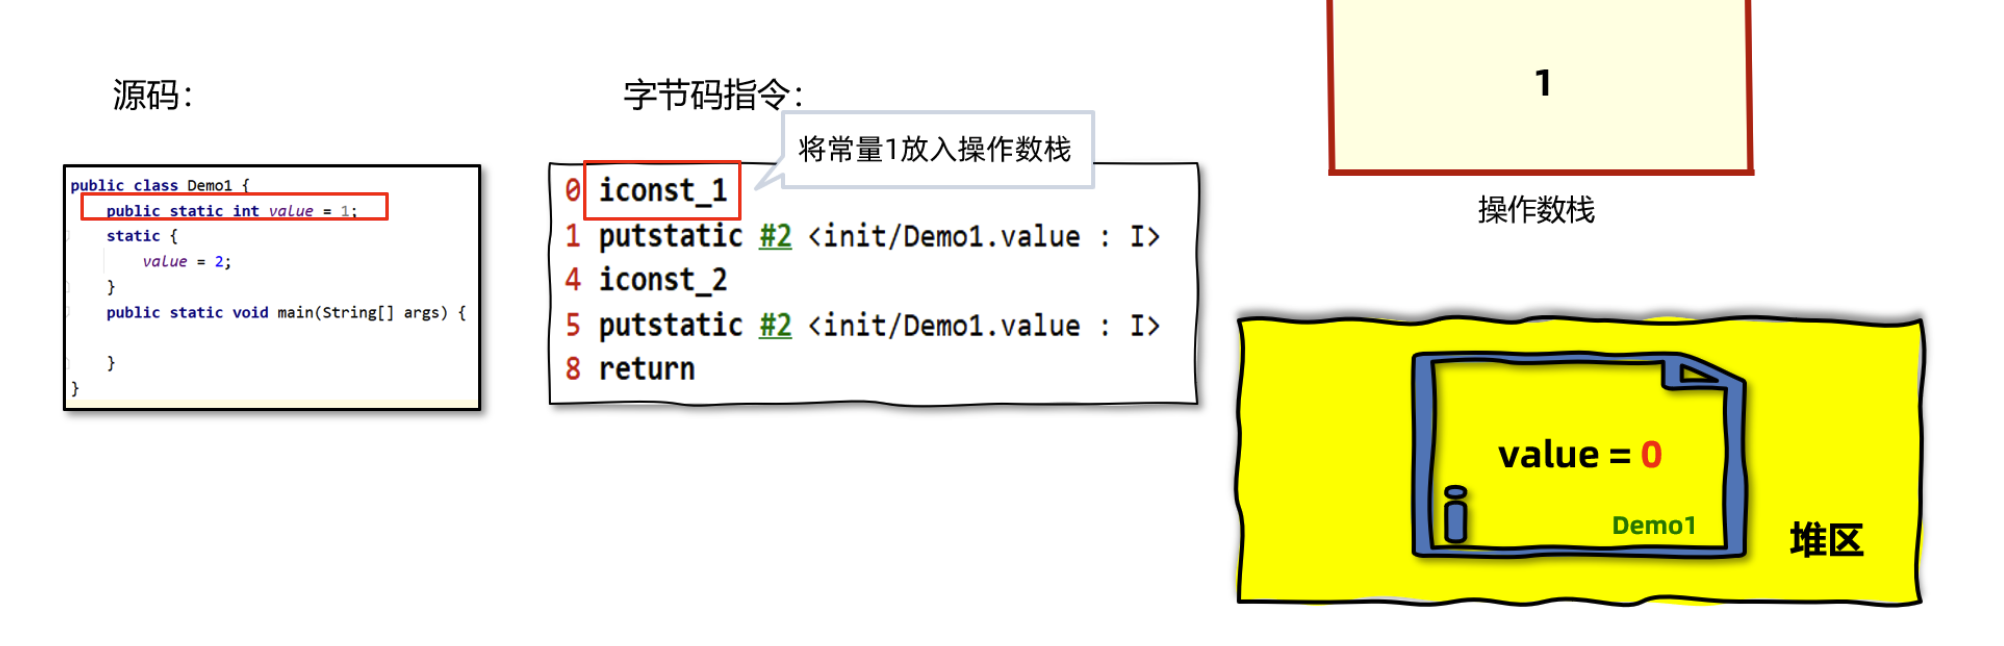 源码：
public class Demo1 {
public static int value = 1;
static {
value = 2;
}
public static void main(String[] args) {
}
}
字节码指令：
将常量1放入操作数栈
0 iconst_1
1 putstatic #2 <init/Demo1.value : I>
4 iconst_2
5 putstatic #2 <init/Demo1.value : I>
8 return
1
操作数栈
value = 0
Demo1
堆区